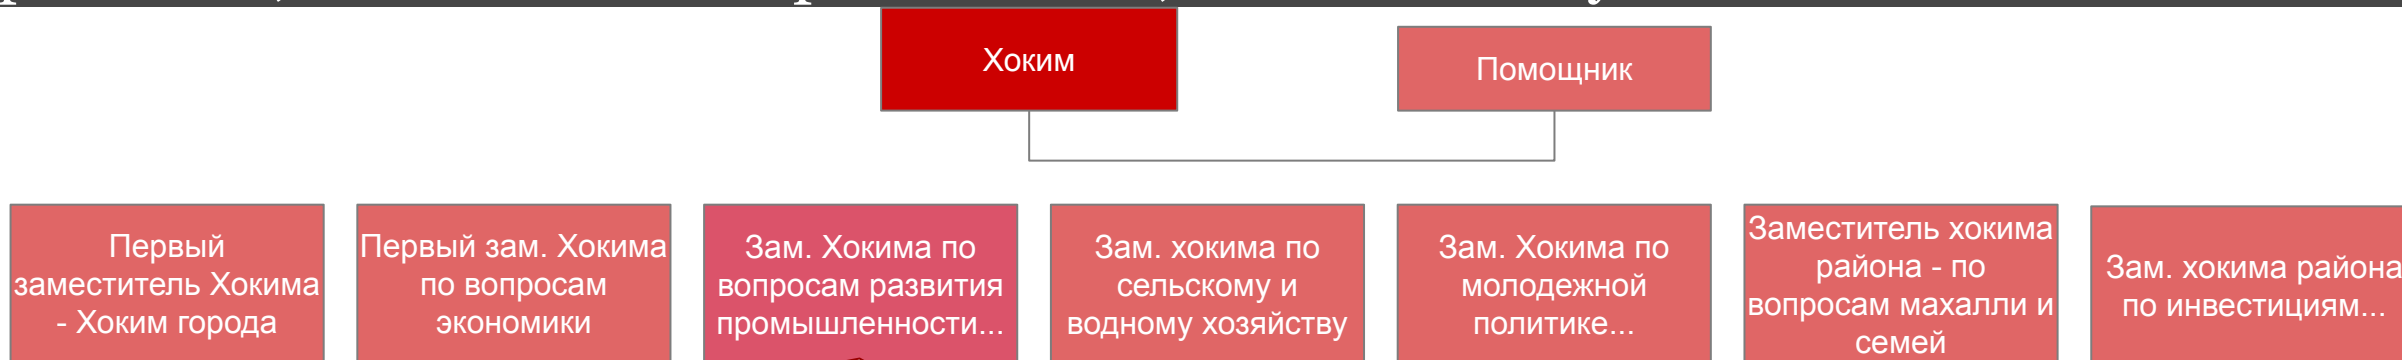 Хоким
Помощник
Первый
заместитель Хокима
- Хоким города
Первый зам. Хокима
по вопросам
экономики
Зам. Хокима по
вопросам развития
промышленности...
Зам. хокима по
сельскому и
водному хозяйству
Зам. Хокима по
молодежной
политике...
Заместитель хокима
района - по
вопросам махалли и
семей
Зам. хокима района
по инвестициям...